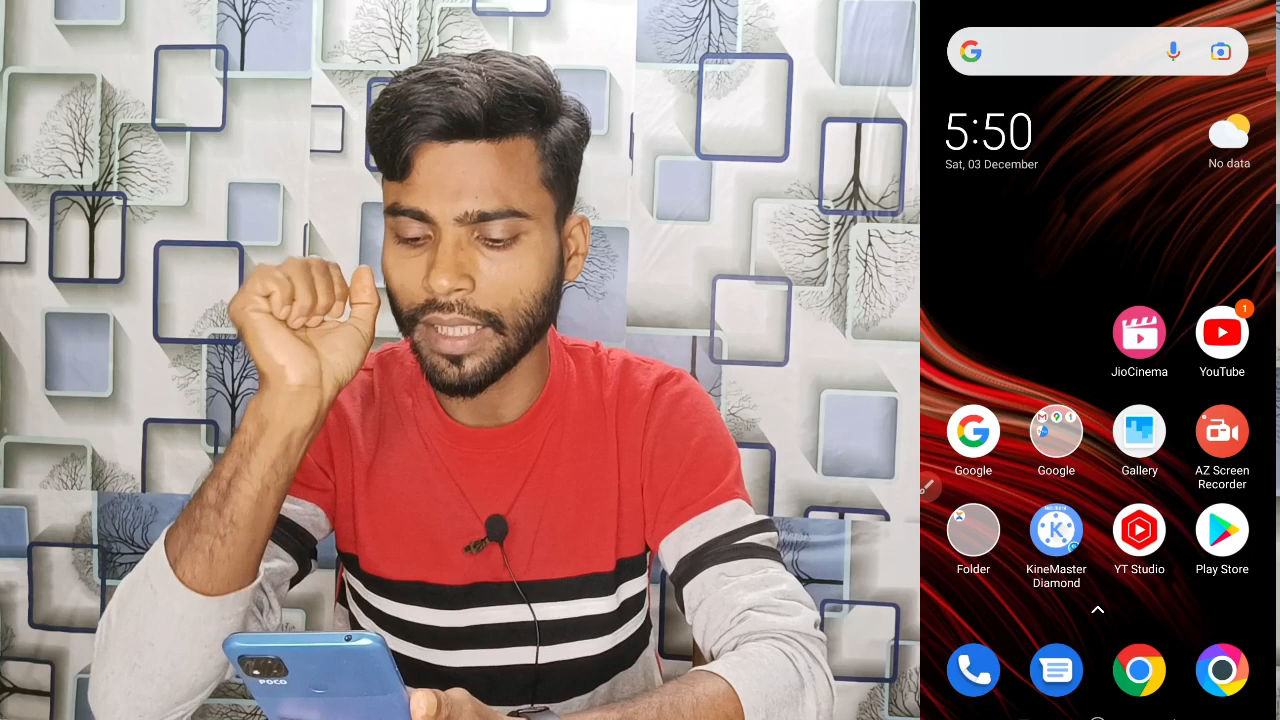 5:50
Sat, 03 December
No data
1
JioCinema
YouTube
Google
Google
Gallery
AZ Screen
Recorder
Folder
KineMaster
Diamond
YT Studio
Play Store
POCO